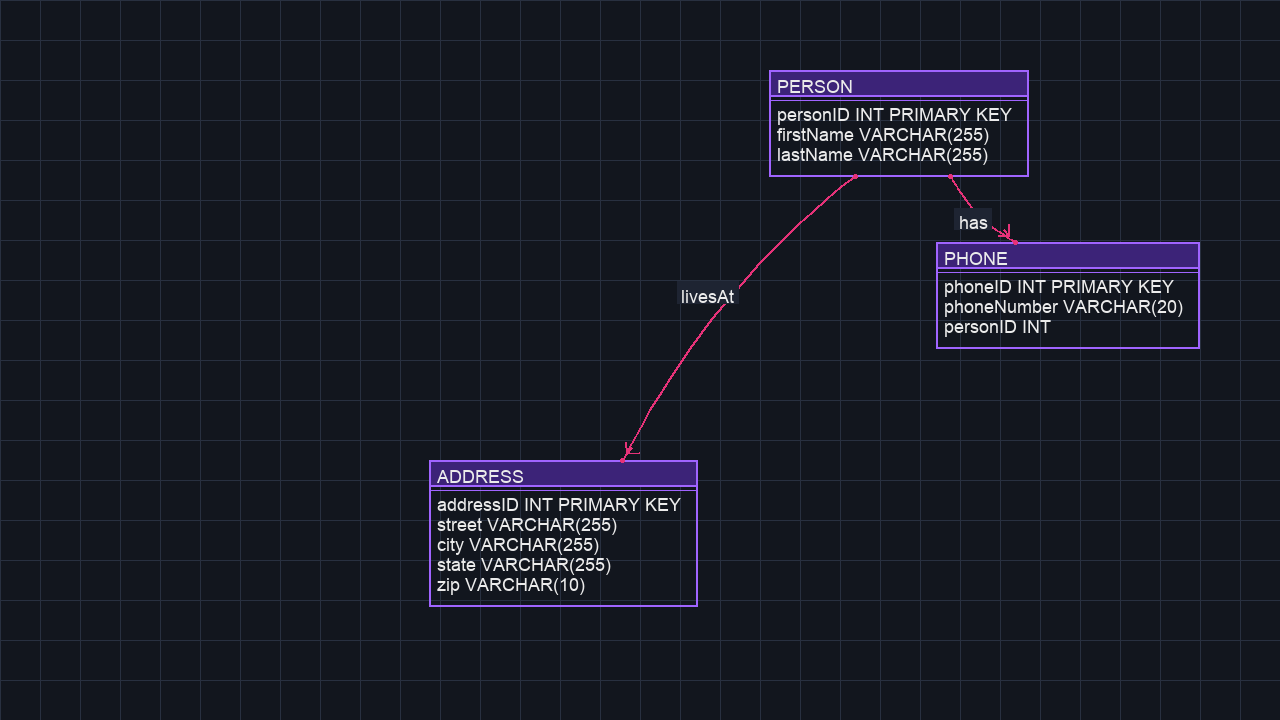 PERSON
personID INT PRIMARY KEY
firstName VARCHAR(255)
lastName VARCHAR(255)
has
PHONE
phoneID INT PRIMARY KEY
phoneNumber VARCHAR(20)
personID INT
livesAt
ADDRESS
addressID INT PRIMARY KEY
street VARCHAR(255)
city VARCHAR(255)
state VARCHAR(255)
zip VARCHAR(10)